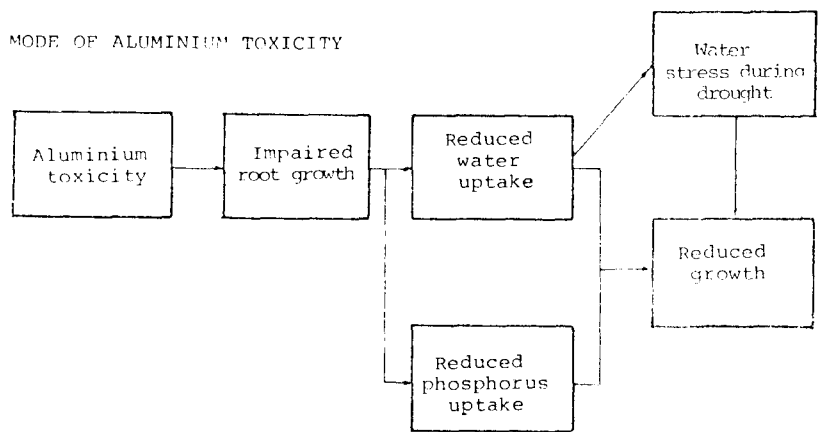 MODE OF ALUMINIUM TOXICITY
Water
stress during
drought
Aluminium
toxicity
Impaired
root growth
Reduced
water
uptake
Reduced
growth
Reduced
phosphorus
uptake